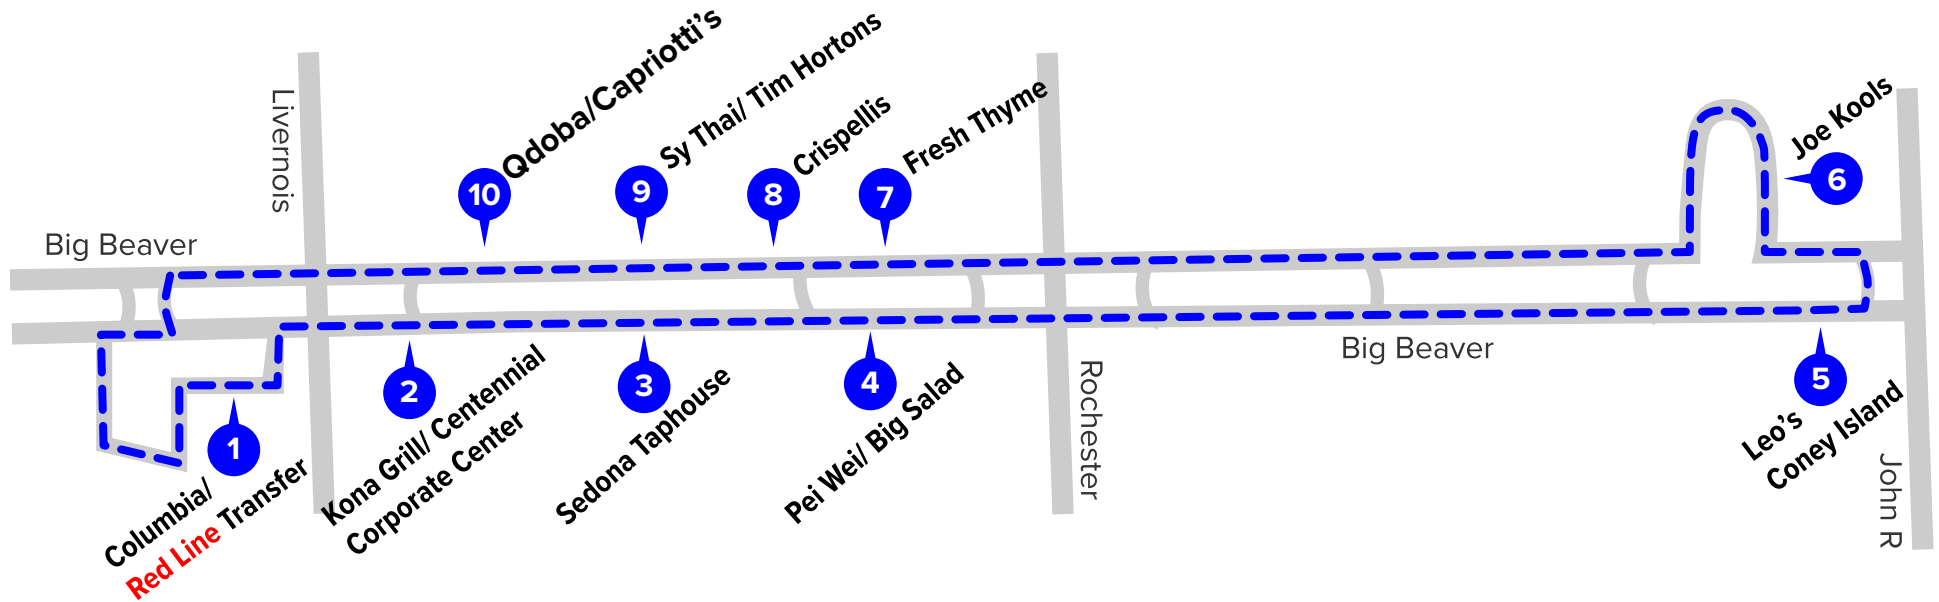 Livernois
Big Beaver
10
Qdoba/Capriotti's
9
Sy Thai/ Tim Hortons
8
Crispellis
7
Fresh Thyme
6
Joe Kools
1
Columbia/
Red Line Transfer
2
Kona Grill/ Centennial
Corporate Center
3
Sedona Taphouse
4
Pei Wei/ Big Salad
Rochester
Big Beaver
5
Leo's
Coney Island
John R